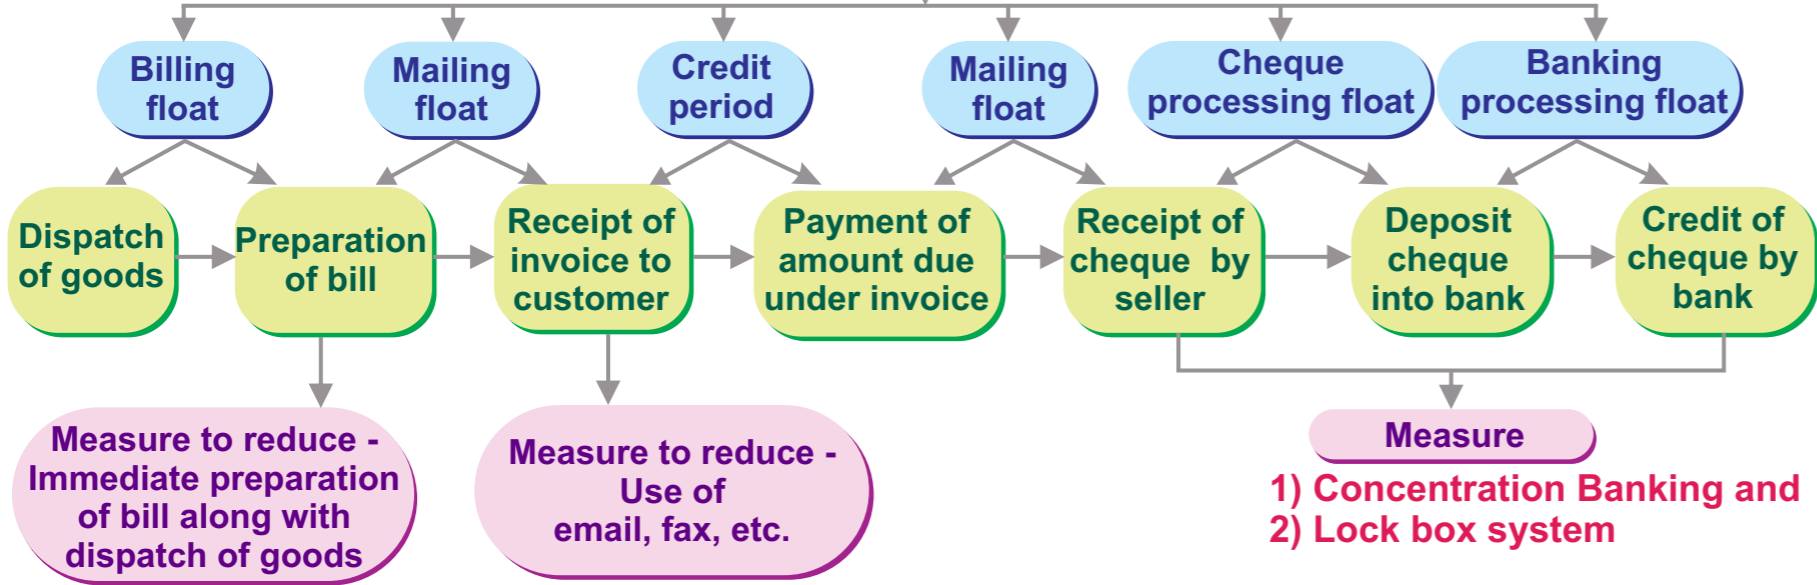 Billing
float
Mailing
float
Credit
period
Mailing
float
Cheque
processing float
Banking
processing float
Dispatch
of goods
Preparation
of bill
Receipt of
invoice to
customer
Payment of
amount due
under invoice
Receipt of
cheque by
seller
Deposit
cheque
into bank
Credit of
cheque by
bank
Measure to reduce -
Immediate preparation
of bill along with
dispatch of goods
Measure to reduce -
Use of
email, fax, etc.
Measure
1) Concentration Banking and
2) Lock box system